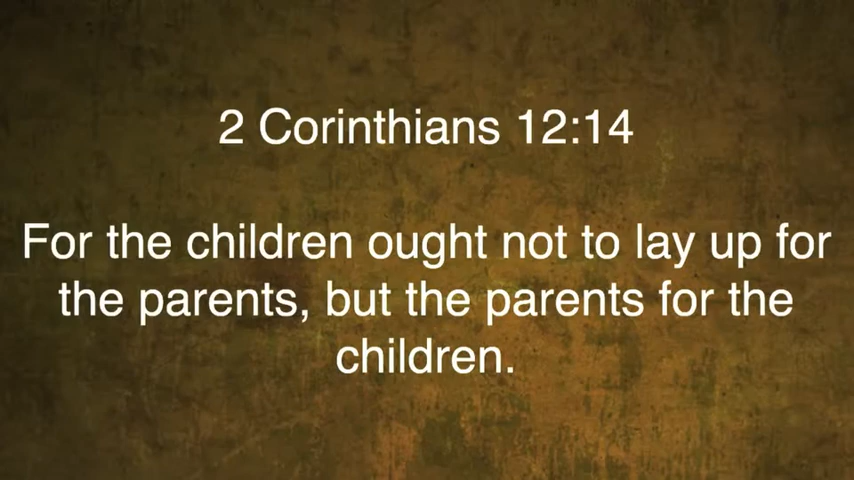 2 Corinthians 12:14
For the children ought not to lay up for
the parents, but the parents for the
children.